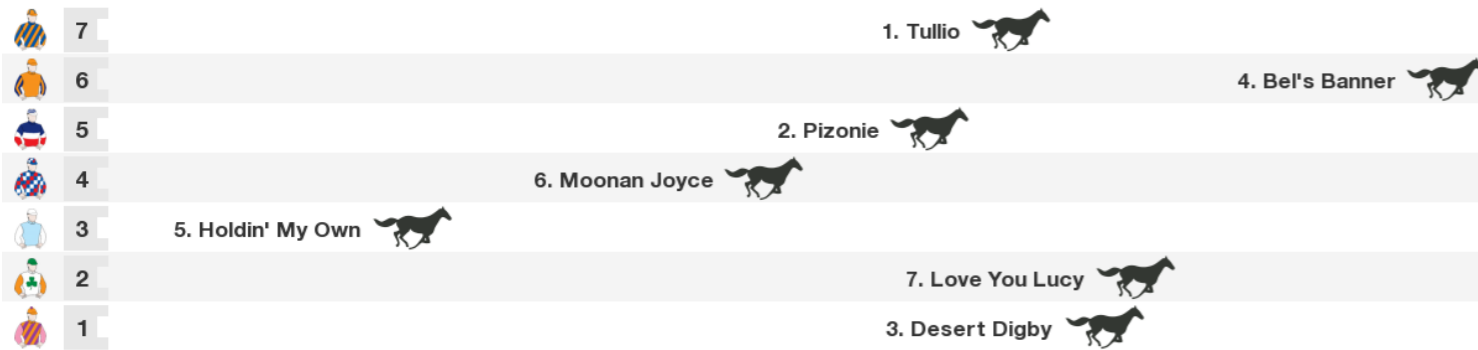 7 1. Tullio
6 4. Bel's Banner
5 2. Pizonie
4 6. Moonan Joyce
3 5. Holdin' My Own
2 7. Love You Lucy
1 3. Desert Digby